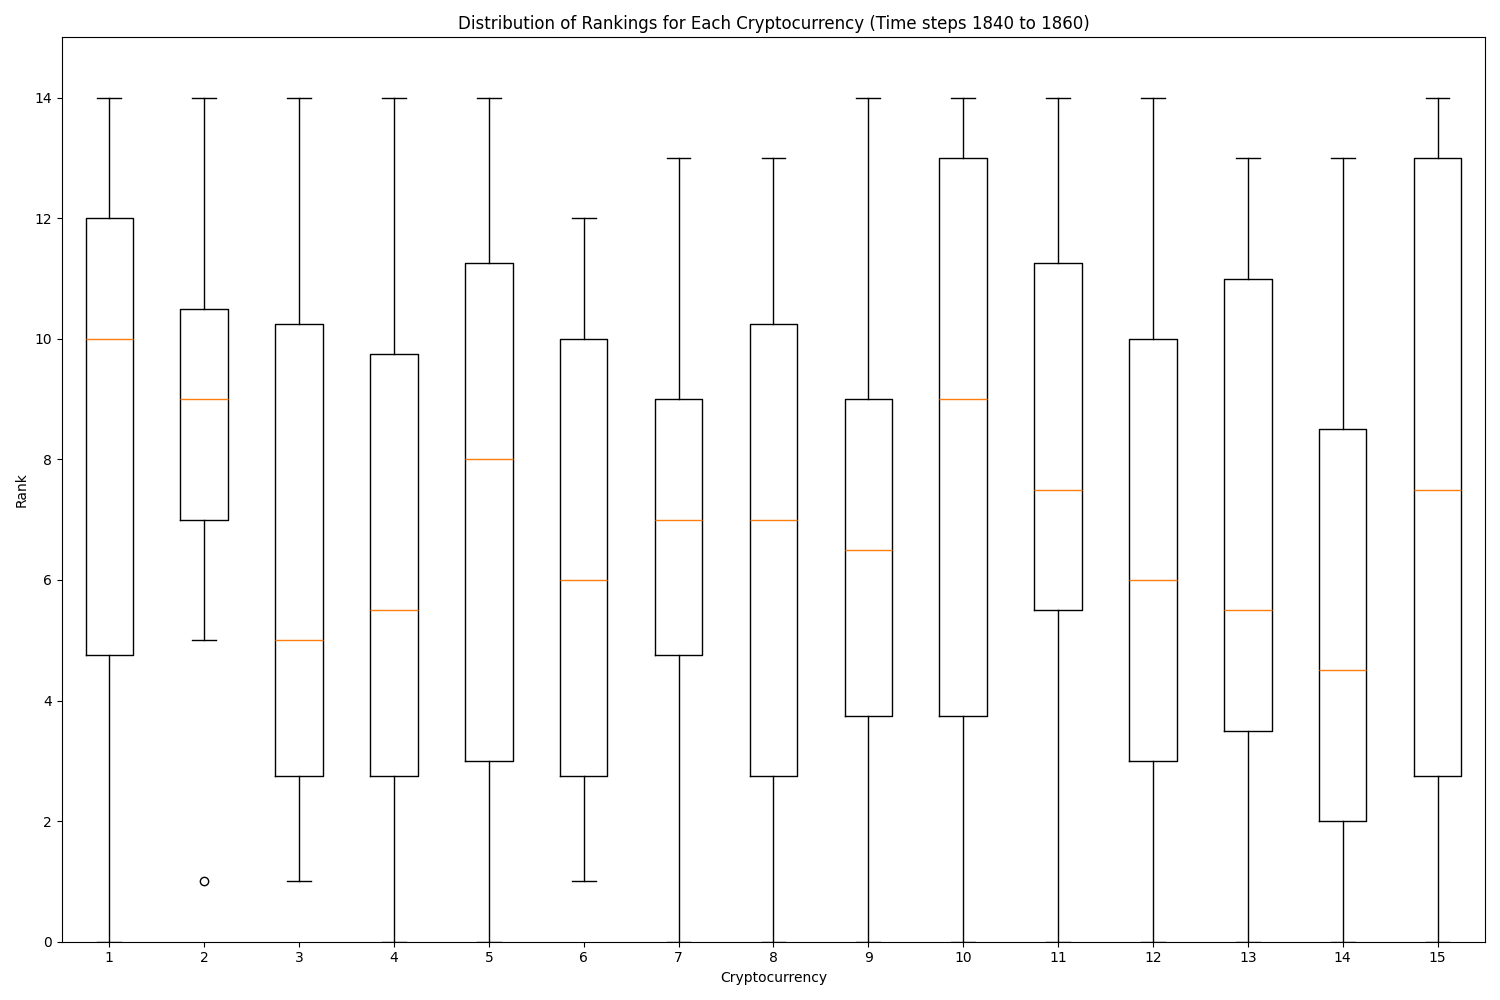 Distribution of Rankings for Each Cryptocurrency (Time steps 1840 to 1860)
Rank
14
12
10
8
6
4
2
0
1 2 3 4 5 6 7 8 9 10 11 12 13 14 15
Cryptocurrency